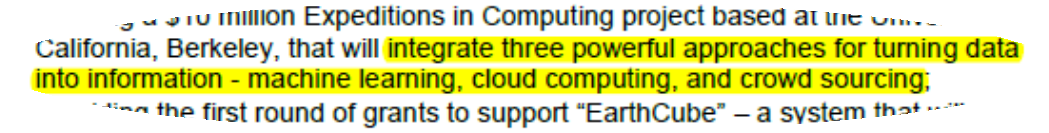 a $10 million Expeditions in Computing project based at the
California, Berkeley, that will integrate three powerful approaches for turning data
into information - machine learning, cloud computing, and crowd sourcing;
the first round of grants to support “EarthCube” – a system that